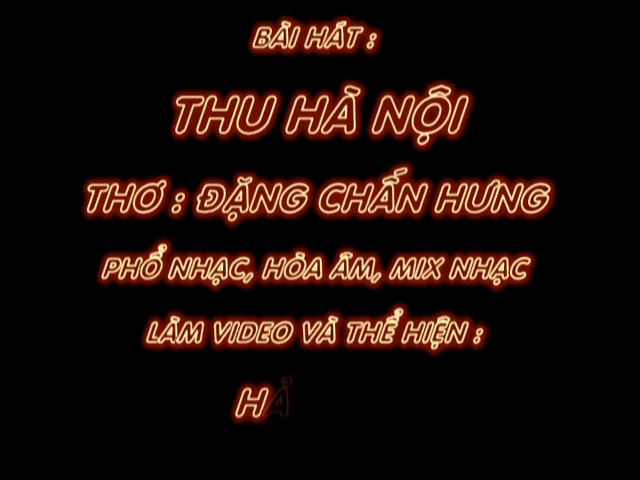 BÀI HÁT :
THU HÀ NỘI
THƠ : ĐẶNG CHẤN HƯNG
PHỔ NHẠC, HÒA ÂM, MIX NHẠC
LÀM VIDEO VÀ THỂ HIỆN :
HẢ